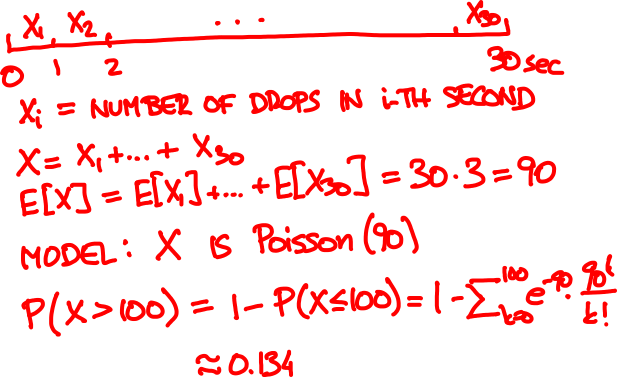 X₁ X₂ ... X₃₀
0 1 2 30 sec
Xᵢ = NUMBER OF DROPS IN i-TH SECOND
X = X₁ + ... + X₃₀
E[X] = E[X₁] + ... + E[X₃₀] = 30 · 3 = 90
MODEL: X IS Poisson(90)
P(X > 100) = 1 - P(X ≤ 100) = 1 - ∑_{k=0}^{100} e^{-90} · 90^k / k!
≈ 0.134